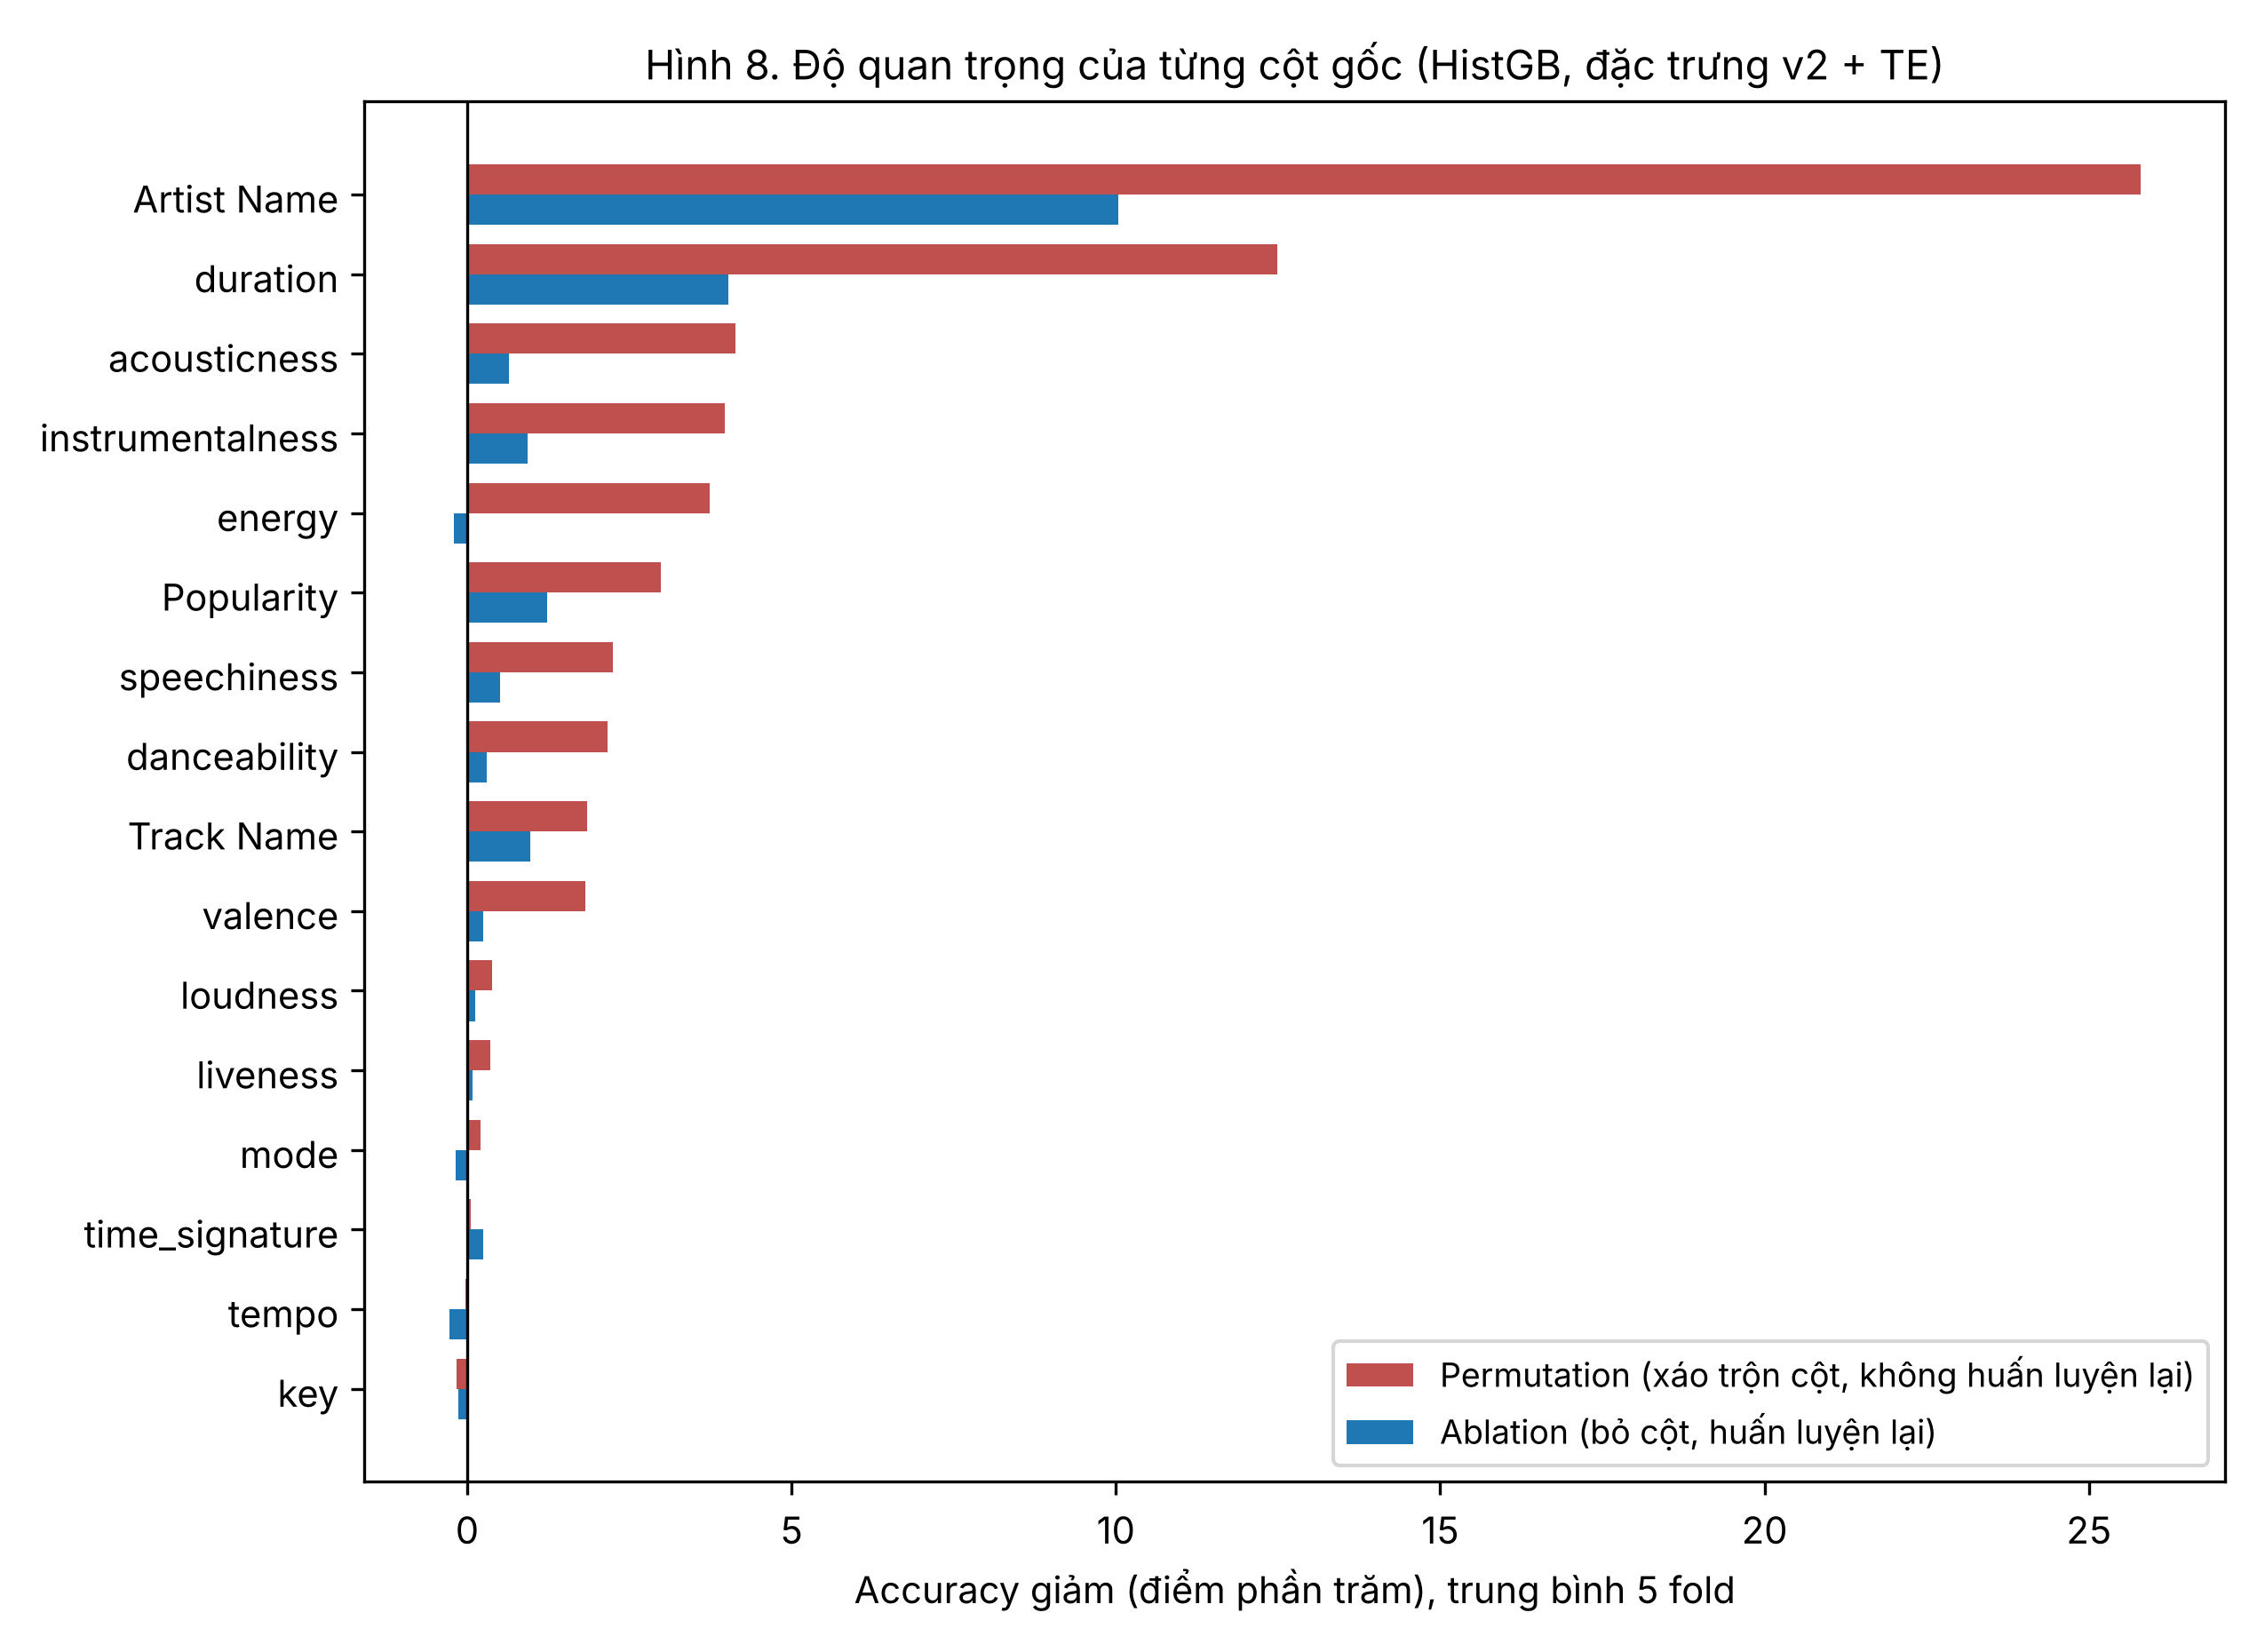 Hình 8. Độ quan trọng của từng cột gốc (HistGB, đặc trưng v2 + TE)
Artist Name
duration
acousticness
instrumentalness
energy
Popularity
speechiness
danceability
Track Name
valence
loudness
liveness
mode
time_signature
tempo
key
Permutation (xáo trộn cột, không huấn luyện lại)
Ablation (bỏ cột, huấn luyện lại)
0 5 10 15 20 25
Accuracy giảm (điểm phần trăm), trung bình 5 fold